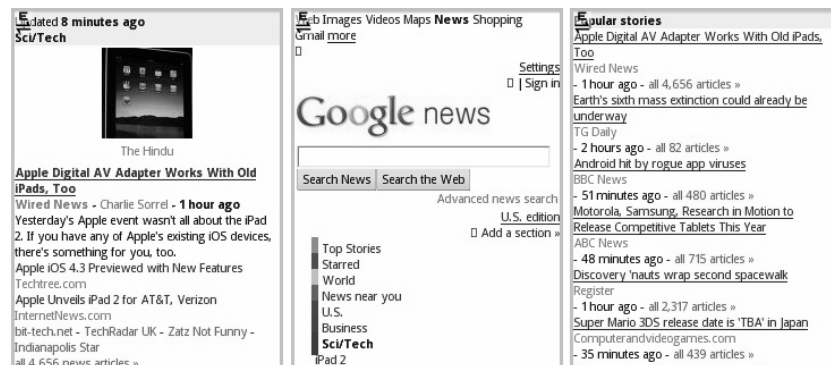 Updated 8 minutes ago
Sci/Tech
The Hindu
Apple Digital AV Adapter Works With Old
iPads, Too
Wired News - Charlie Sorrel - 1 hour ago
Yesterday's Apple event wasn't all about the iPad
2. If you have any of Apple's existing iOS devices,
there's something for you, too.
Apple iOS 4.3 Previewed with New Features
Techtree.com
Apple Unveils iPad 2 for AT&T, Verizon
InternetNews.com
bit-tech.net - TechRadar UK - Zatz Not Funny -
Indianapolis Star
all 4,656 news articles »
Web Images Videos Maps News Shopping
Gmail more
Settings
| Sign in
Google news
Search News Search the Web
Advanced news search
U.S. edition
Add a section »
Top Stories
Starred
World
News near you
U.S.
Business
Sci/Tech
iPad 2
Popular stories
Apple Digital AV Adapter Works With Old iPads,
Too
Wired News
- 1 hour ago - all 4,656 articles »
Earth's sixth mass extinction could already be
underway
TG Daily
- 2 hours ago - all 82 articles »
Android hit by rogue app viruses
BBC News
- 51 minutes ago - all 480 articles »
Motorola, Samsung, Research in Motion to
Release Competitive Tablets This Year
ABC News
- 48 minutes ago - all 715 articles »
Discovery 'nauts wrap second spacewalk
Register
- 1 hour ago - all 2,317 articles »
Super Mario 3DS release date is 'TBA' in Japan
Computerandvideogames.com
- 35 minutes ago - all 439 articles »